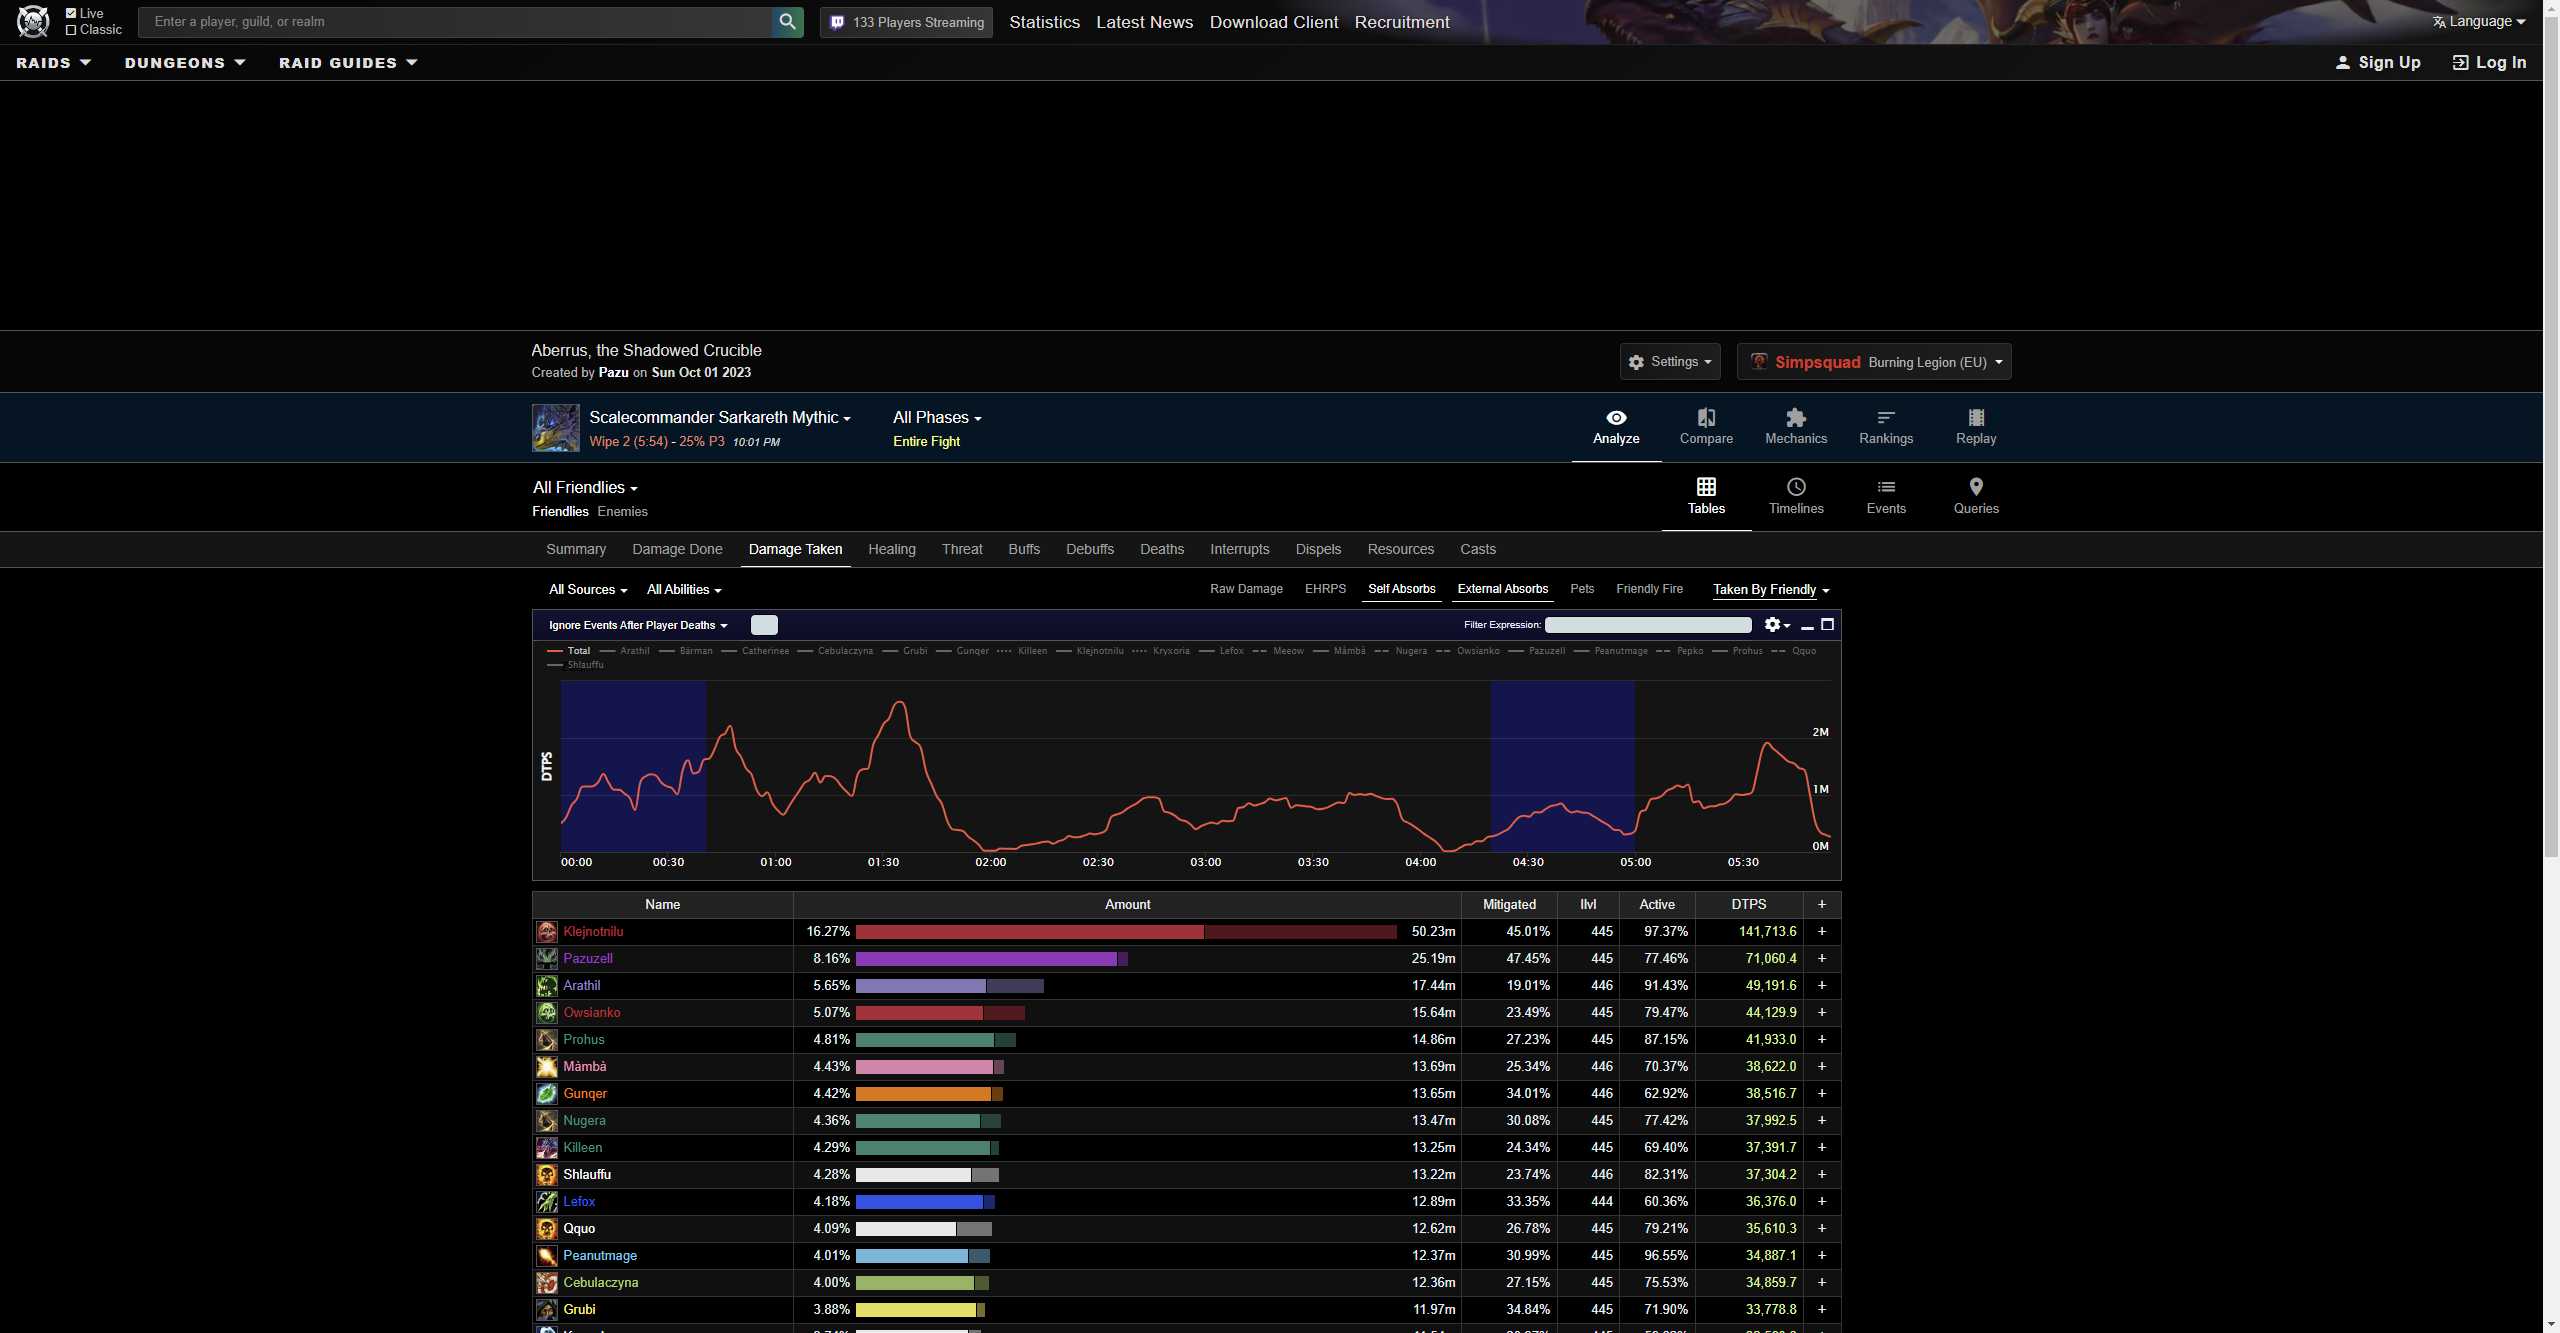 Live
Classic
Enter a player, guild, or realm
133 Players Streaming
Statistics Latest News Download Client Recruitment
Language
RAIDS DUNGEONS RAID GUIDES
Sign Up Log In
Aberrus, the Shadowed Crucible
Created by Pazu on Sun Oct 01 2023
Settings
Simpsquad Burning Legion (EU)
Scalecommander Sarkareth Mythic
Wipe 2 (5:54) - 25% P3 10:01 PM
All Phases
Entire Fight
Analyze Compare Mechanics Rankings Replay
All Friendlies
Friendlies Enemies
Tables Timelines Events Queries
Summary Damage Done Damage Taken Healing Threat Buffs Debuffs Deaths Interrupts Dispels Resources Casts
All Sources All Abilities Raw Damage EHRPS Self Absorbs External Absorbs Pets Friendly Fire Taken By Friendly
Ignore Events After Player Deaths Filter Expression:
Total Arathil Bärman Catherinee Cebulaczyna Grubi Gunqer Killeen Klejnotnilu Kryxoria Lefox Meeow Màmbà Nugera Owsianko Pazuzell Peanutmage Pepko Prohus Qquo
Shlauffu
DTPS
2M
1M
0M
00:00 00:30 01:00 01:30 02:00 02:30 03:00 03:30 04:00 04:30 05:00 05:30
Name Amount Mitigated Ilvl Active DTPS +
Klejnotnilu 16.27% 50.23m 45.01% 445 97.37% 141,713.6 +
Pazuzell 8.16% 25.19m 47.45% 445 77.46% 71,060.4 +
Arathil 5.65% 17.44m 19.01% 446 91.43% 49,191.6 +
Owsianko 5.07% 15.64m 23.49% 445 79.47% 44,129.9 +
Prohus 4.81% 14.86m 27.23% 445 87.15% 41,933.0 +
Màmbà 4.43% 13.69m 25.34% 446 70.37% 38,622.0 +
Gunqer 4.42% 13.65m 34.01% 446 62.92% 38,516.7 +
Nugera 4.36% 13.47m 30.08% 445 77.42% 37,992.5 +
Killeen 4.29% 13.25m 24.34% 445 69.40% 37,391.7 +
Shlauffu 4.28% 13.22m 23.74% 446 82.31% 37,304.2 +
Lefox 4.18% 12.89m 33.35% 444 60.36% 36,376.0 +
Qquo 4.09% 12.62m 26.78% 445 79.21% 35,610.3 +
Peanutmage 4.01% 12.37m 30.99% 445 96.55% 34,887.1 +
Cebulaczyna 4.00% 12.36m 27.15% 445 75.53% 34,859.7 +
Grubi 3.88% 11.97m 34.84% 445 71.90% 33,778.8 +